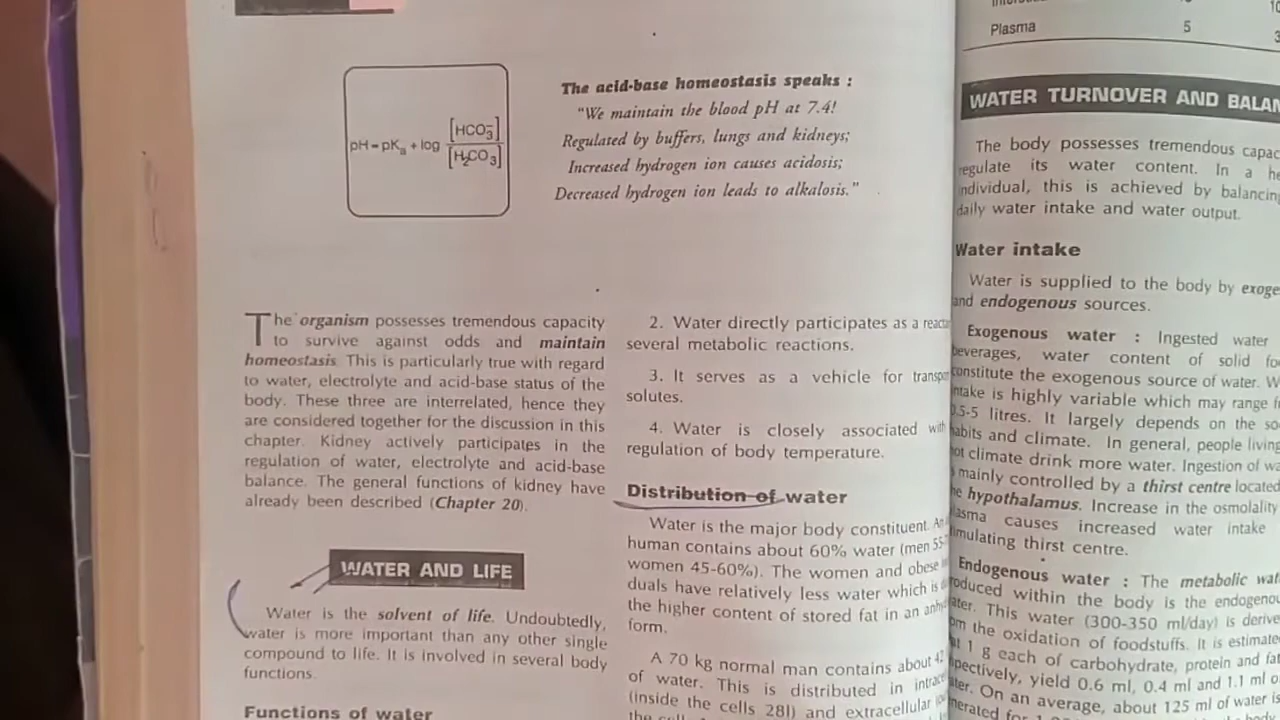 pH = pKa + log [HCO3-]
[H2CO3]
The acid-base homeostasis speaks :
"We maintain the blood pH at 7.4!
Regulated by buffers, lungs and kidneys;
Increased hydrogen ion causes acidosis;
Decreased hydrogen ion leads to alkalosis."
The organism possesses tremendous capacity
to survive against odds and maintain
homeostasis. This is particularly true with regard
to water, electrolyte and acid-base status of the
body. These three are interrelated, hence they
are considered together for the discussion in this
chapter. Kidney actively participates in the
regulation of water, electrolyte and acid-base
balance. The general functions of kidney have
already been described (Chapter 20).
WATER AND LIFE
Water is the solvent of life. Undoubtedly,
water is more important than any other single
compound to life. It is involved in several body
functions.
Functions of water
2. Water directly participates as a
several metabolic reactions.
3. It serves as a vehicle for
solutes.
4. Water is closely associated with
regulation of body temperature.
Distribution of water
Water is the major body constituent.
human contains about 60% water (men
women 45-60%). The women and obese
duals have relatively less water which is
the higher content of stored fat in an
form.
A 70 kg normal man contains about
of water. This is distributed in
(inside the cells 28l) and extracellular
Plasma 5
WATER TURNOVER AND
The body possesses tremendous
regulate its water content. In a
individual, this is achieved by balancing
daily water intake and water output.
Water intake
Water is supplied to the body by
and endogenous sources.
Exogenous water : Ingested water
beverages, water content of solid
constitute the exogenous source of water.
intake is highly variable which may range
0.5-5 litres. It largely depends on the
habits and climate. In general, people living
hot climate drink more water. Ingestion of
mainly controlled by a thirst centre located
hypothalamus. Increase in the osmolality
plasma causes increased water intake
stimulating thirst centre.
Endogenous water : The metabolic
produced within the body is the
water. This water (300-350 ml/day) is
from the oxidation of foodstuffs. It is
1 g each of carbohydrate, protein and
yield 0.6 ml, 0.4 ml and 1.1 ml
water. On an average, about 125 ml of water is